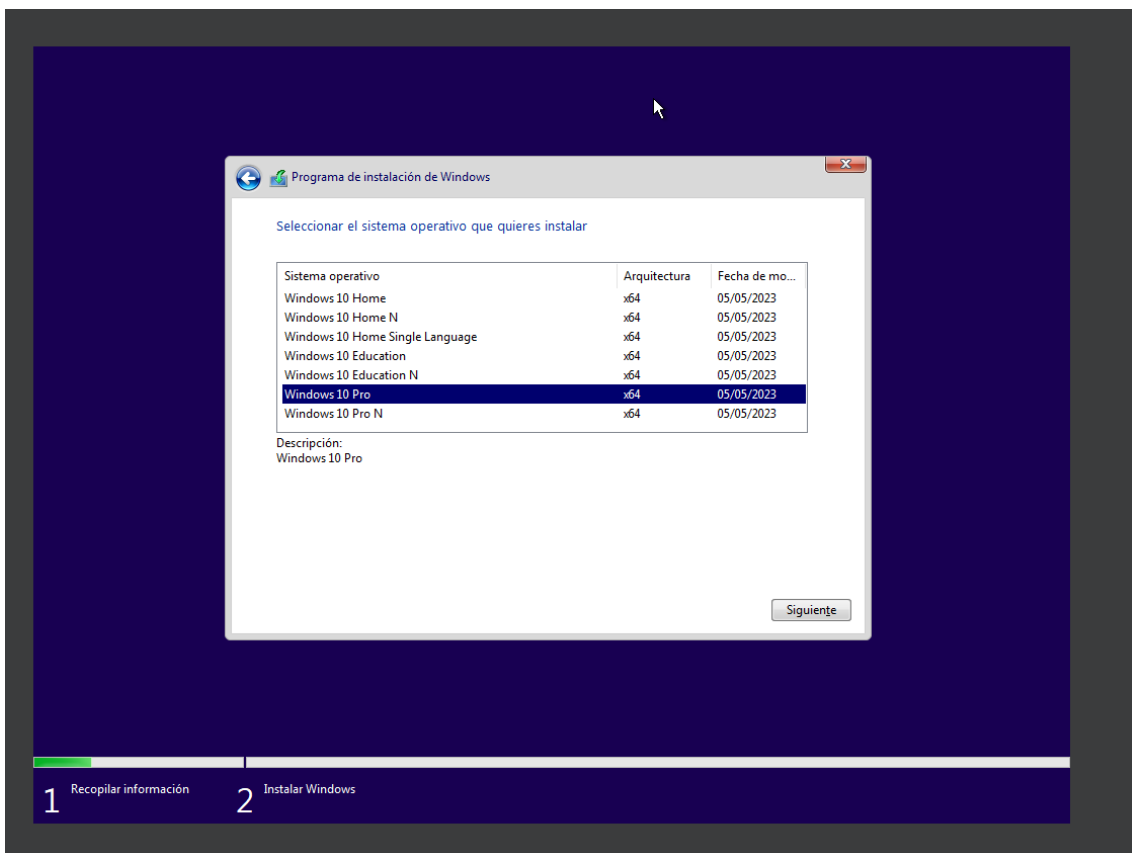 Programa de instalación de Windows
Seleccionar el sistema operativo que quieres instalar
Sistema operativo Arquitectura Fecha de mo...
Windows 10 Home x64 05/05/2023
Windows 10 Home N x64 05/05/2023
Windows 10 Home Single Language x64 05/05/2023
Windows 10 Education x64 05/05/2023
Windows 10 Education N x64 05/05/2023
Windows 10 Pro x64 05/05/2023
Windows 10 Pro N x64 05/05/2023
Descripción:
Windows 10 Pro
Siguiente
1 Recopilar información 2 Instalar Windows